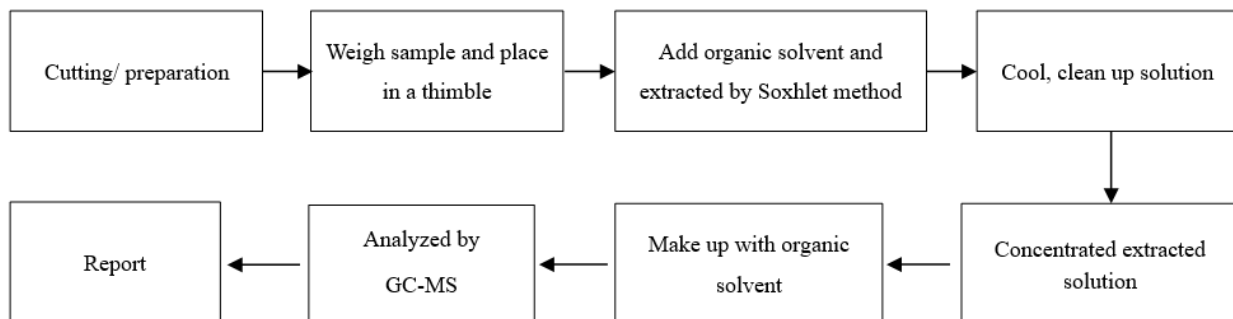 Cutting/ preparation
Weigh sample and place
in a thimble
Add organic solvent and
extracted by Soxhlet method
Cool, clean up solution
Concentrated extracted
solution
Make up with organic
solvent
Analyzed by
GC-MS
Report